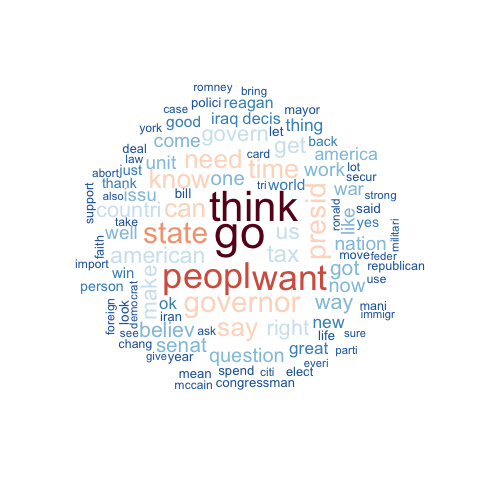 romney bring
case polici reagan
york good iraq decis mayor
deal come govern let thing
law just unit need get back america
abort thank issu know one time card work lot secur
support also countri can bill tri world presid war strong
take well state think ronald like said yes
faith american go us tax nation militari
import win make peopl want got move feder republican
person ok governor now use
foreign look democrat iran way mani
see believ say right new immigr
chang senat ask question great life sure
give year parti
mean spend citi elect everi
mccain congressman